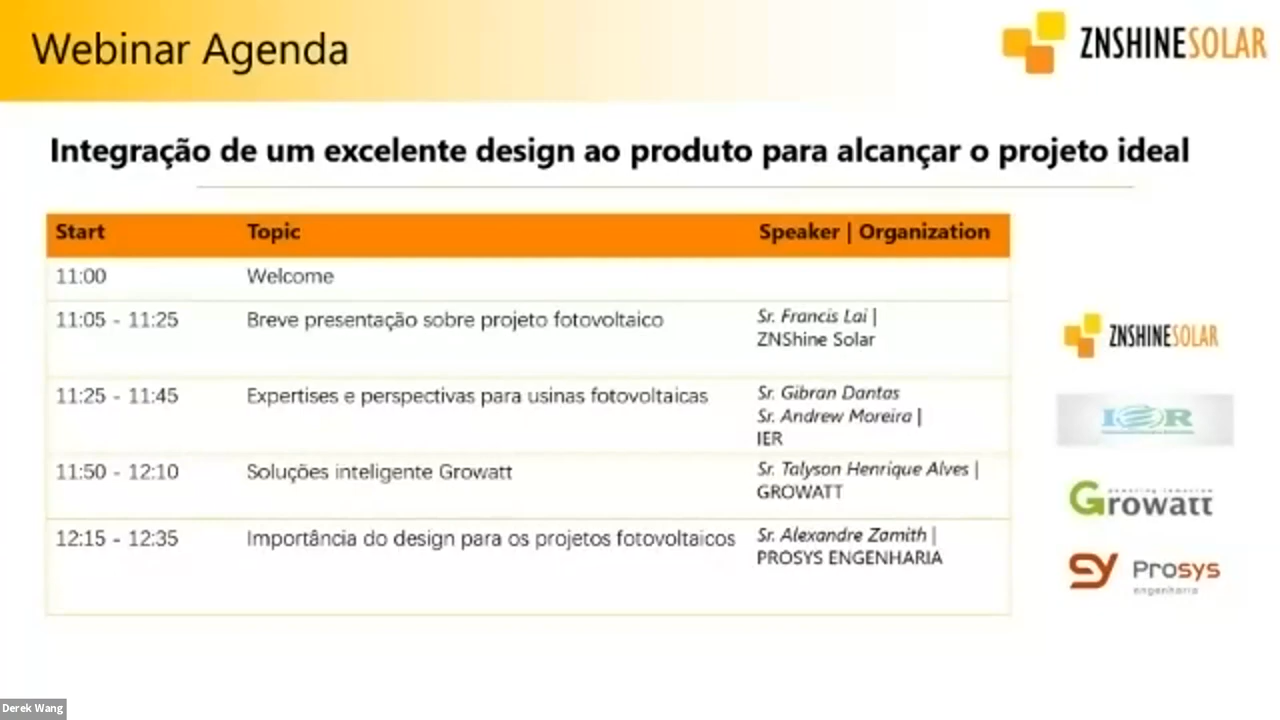 Webinar Agenda
ZNSHINESOLAR
Integração de um excelente design ao produto para alcançar o projeto ideal
Start Topic Speaker | Organization
11:00 Welcome
11:05 - 11:25 Breve presentação sobre projeto fotovoltaico Sr. Francis Lai |
ZNShine Solar
ZNSHINESOLAR
11:25 - 11:45 Expertises e perspectivas para usinas fotovoltaicas Sr. Gibran Dantas
Sr. Andrew Moreira |
IER
IER
11:50 - 12:10 Soluções inteligente Growatt Sr. Talyson Henrique Alves |
GROWATT
powering tomorrow
Growatt
12:15 - 12:35 Importância do design para os projetos fotovoltaicos Sr. Alexandre Zamith |
PROSYS ENGENHARIA
Prosys
engenharia
Derek Wang